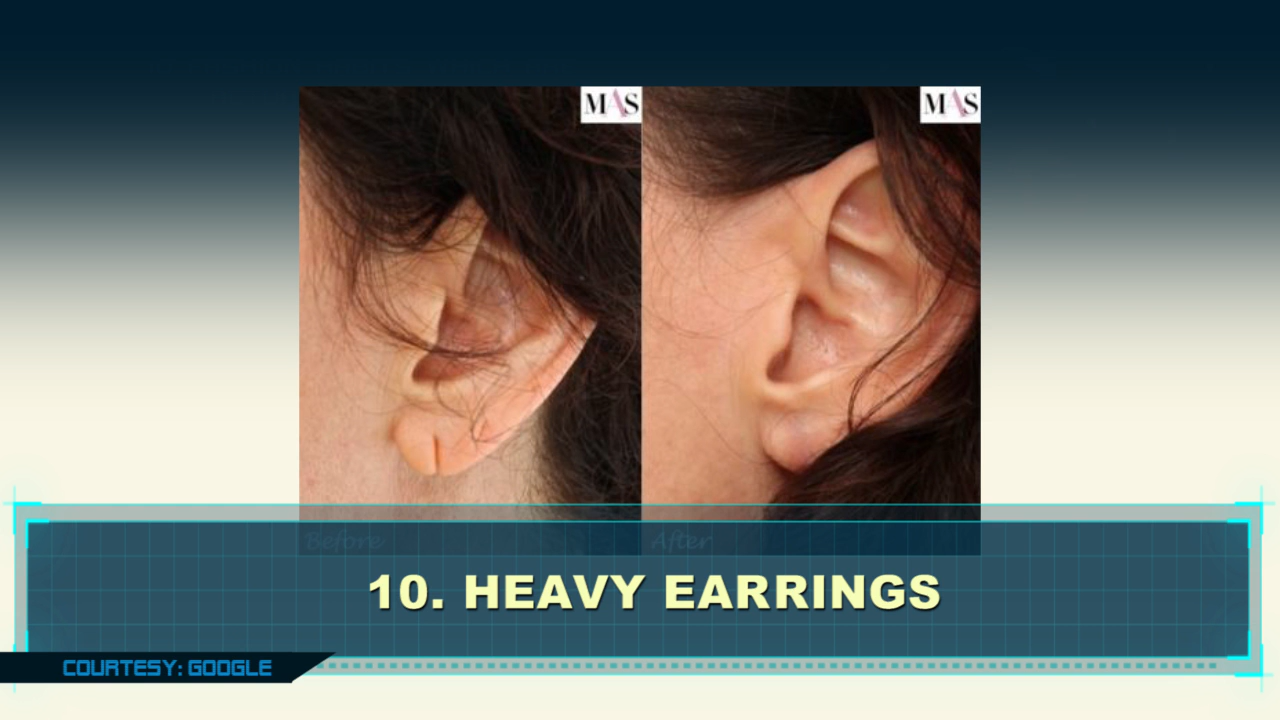 MAS
MAS
Before
After
10. HEAVY EARRINGS
COURTESY: GOOGLE